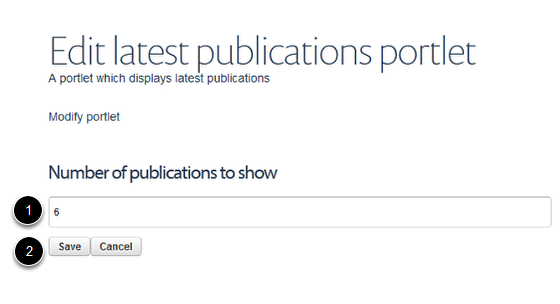 Edit latest publications portlet
A portlet which displays latest publications
Modify portlet
Number of publications to show
1 6
2 Save Cancel